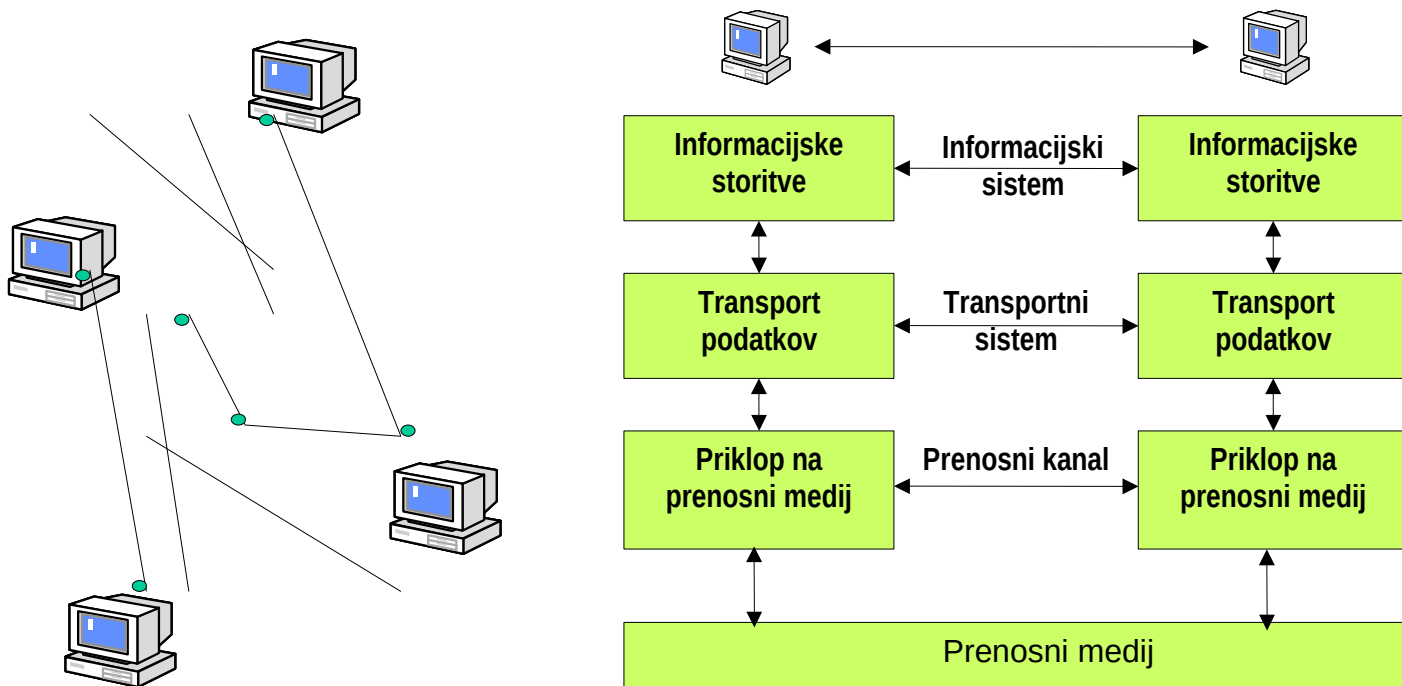 Informacijske
storitve
Informacijski
sistem
Informacijske
storitve
Transport
podatkov
Transportni
sistem
Transport
podatkov
Priklop na
prenosni medij
Prenosni kanal
Priklop na
prenosni medij
Prenosni medij